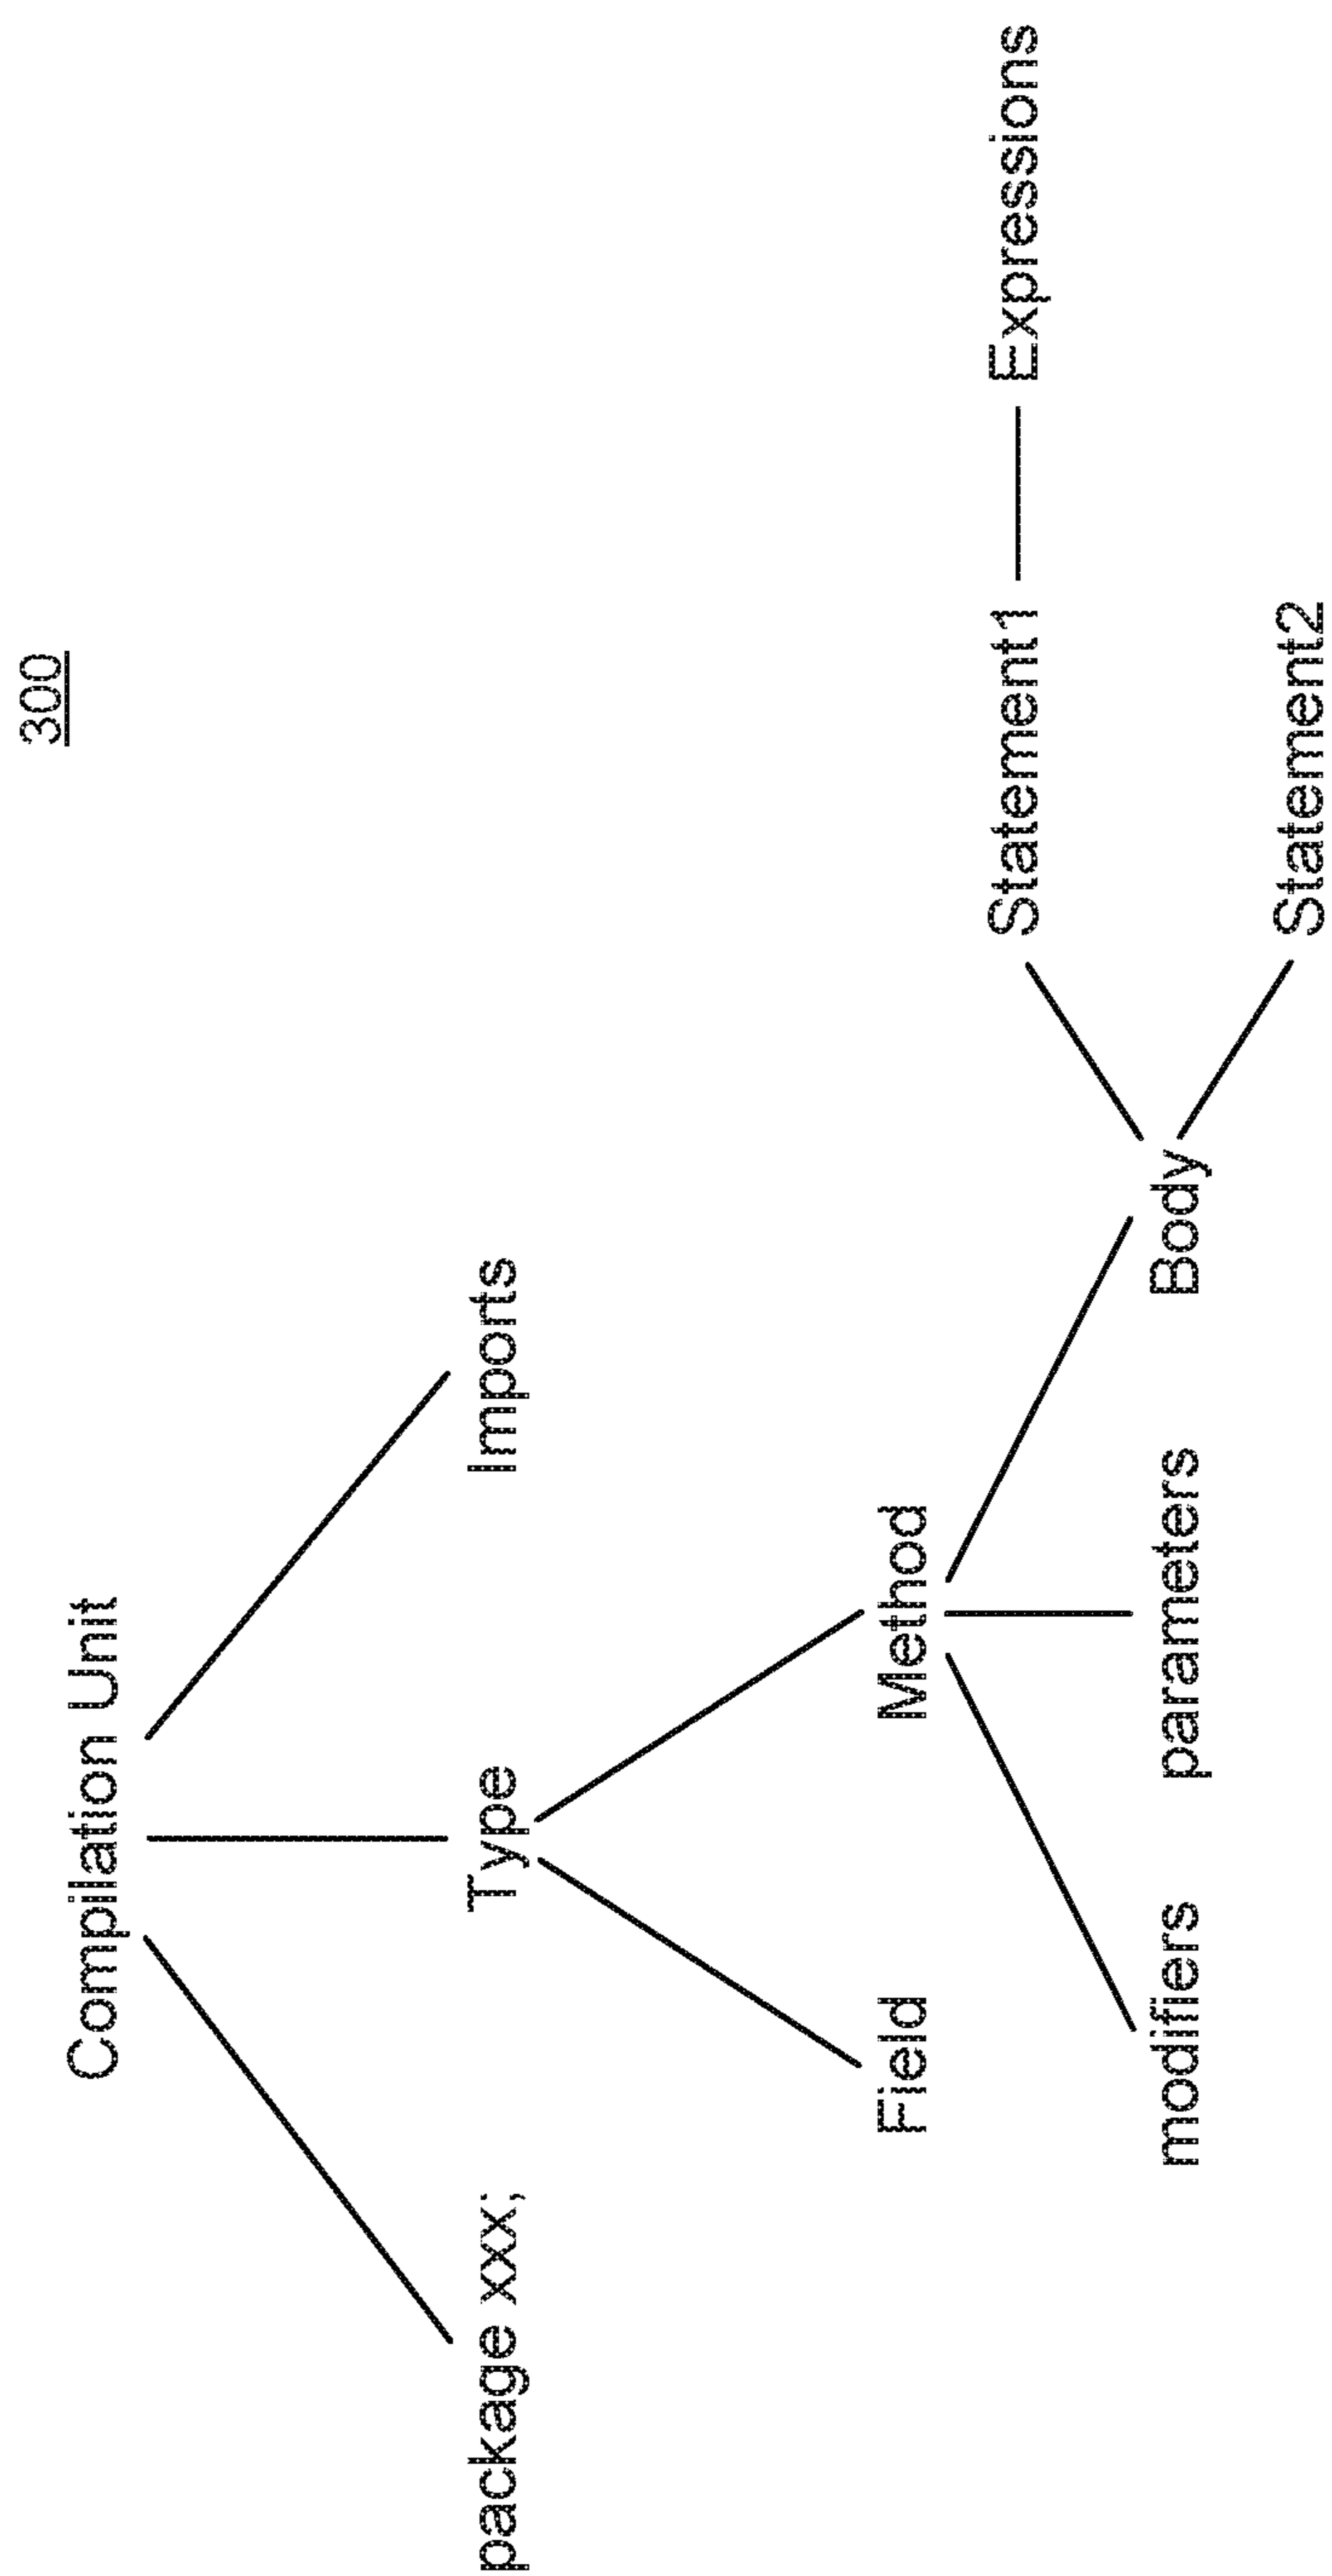 300
Compilation Unit
package xxx;
Type
Imports
Field
Method
modifiers
parameters
Body
Statement1
Expressions
Statement2